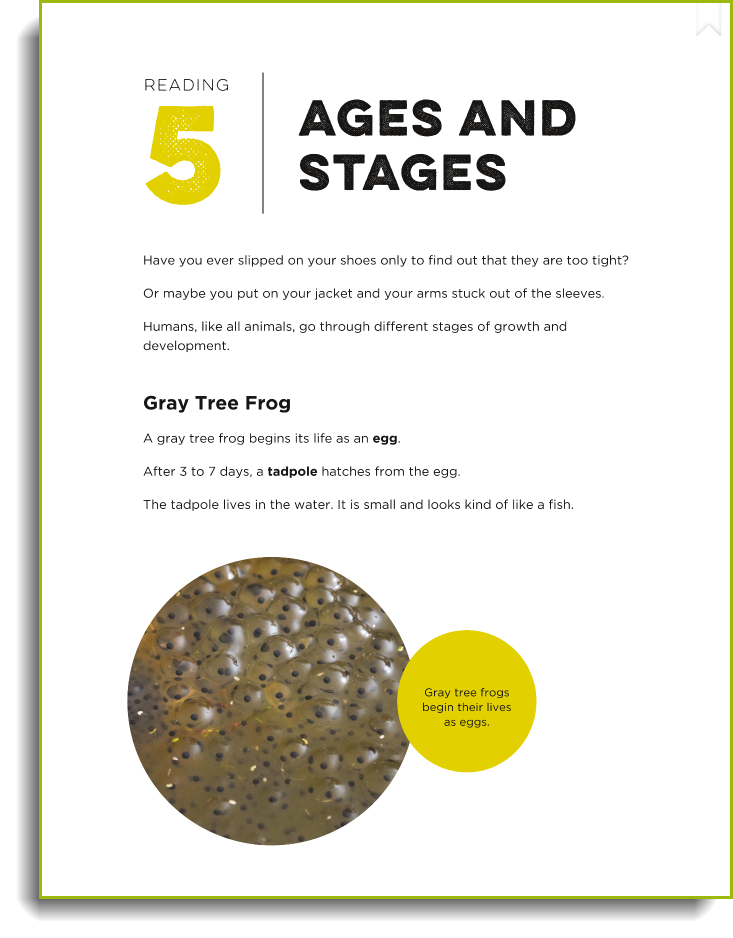 READING
5
AGES AND
STAGES
Have you ever slipped on your shoes only to find out that they are too tight?
Or maybe you put on your jacket and your arms stuck out of the sleeves.
Humans, like all animals, go through different stages of growth and
development.
Gray Tree Frog
A gray tree frog begins its life as an egg.
After 3 to 7 days, a tadpole hatches from the egg.
The tadpole lives in the water. It is small and looks kind of like a fish.
Gray tree frogs
begin their lives
as eggs.